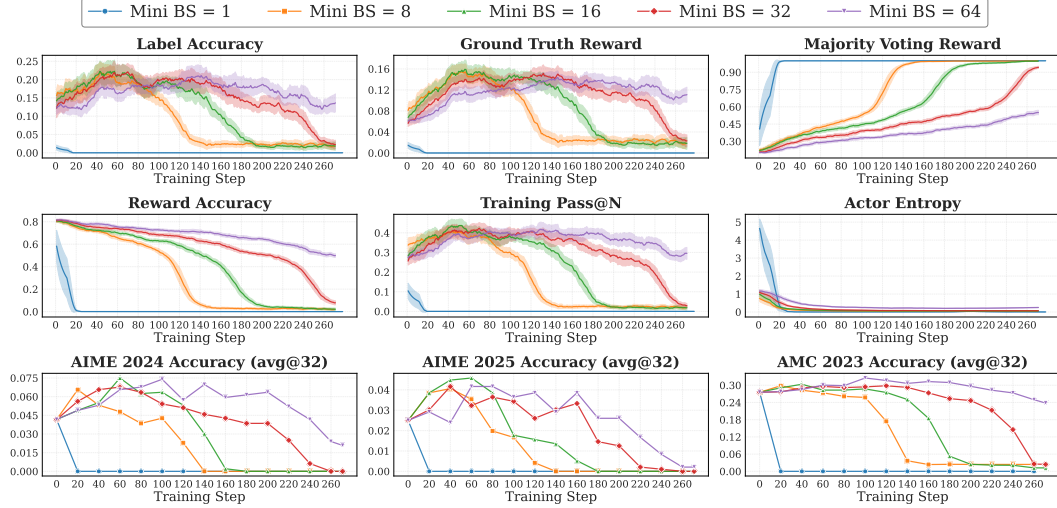 Mini BS = 1 Mini BS = 8 Mini BS = 16 Mini BS = 32 Mini BS = 64
Label Accuracy
0.25
0.20
0.15
0.10
0.05
0.00
0 20 40 60 80 100 120 140 160 180 200 220 240 260
Training Step
Ground Truth Reward
0.16
0.12
0.08
0.04
0.00
0 20 40 60 80 100 120 140 160 180 200 220 240 260
Training Step
Majority Voting Reward
0.90
0.75
0.60
0.45
0.30
0 20 40 60 80 100 120 140 160 180 200 220 240 260
Training Step
Reward Accuracy
0.8
0.6
0.4
0.2
0.0
0 20 40 60 80 100 120 140 160 180 200 220 240 260
Training Step
Training Pass@N
0.4
0.3
0.2
0.1
0.0
0 20 40 60 80 100 120 140 160 180 200 220 240 260
Training Step
Actor Entropy
5
4
3
2
1
0
0 20 40 60 80 100 120 140 160 180 200 220 240 260
Training Step
AIME 2024 Accuracy (avg@32)
0.075
0.060
0.045
0.030
0.015
0.000
0 20 40 60 80 100 120 140 160 180 200 220 240 260
Training Step
AIME 2025 Accuracy (avg@32)
0.04
0.03
0.02
0.01
0.00
0 20 40 60 80 100 120 140 160 180 200 220 240 260
Training Step
AMC 2023 Accuracy (avg@32)
0.30
0.24
0.18
0.12
0.06
0.00
0 20 40 60 80 100 120 140 160 180 200 220 240 260
Training Step